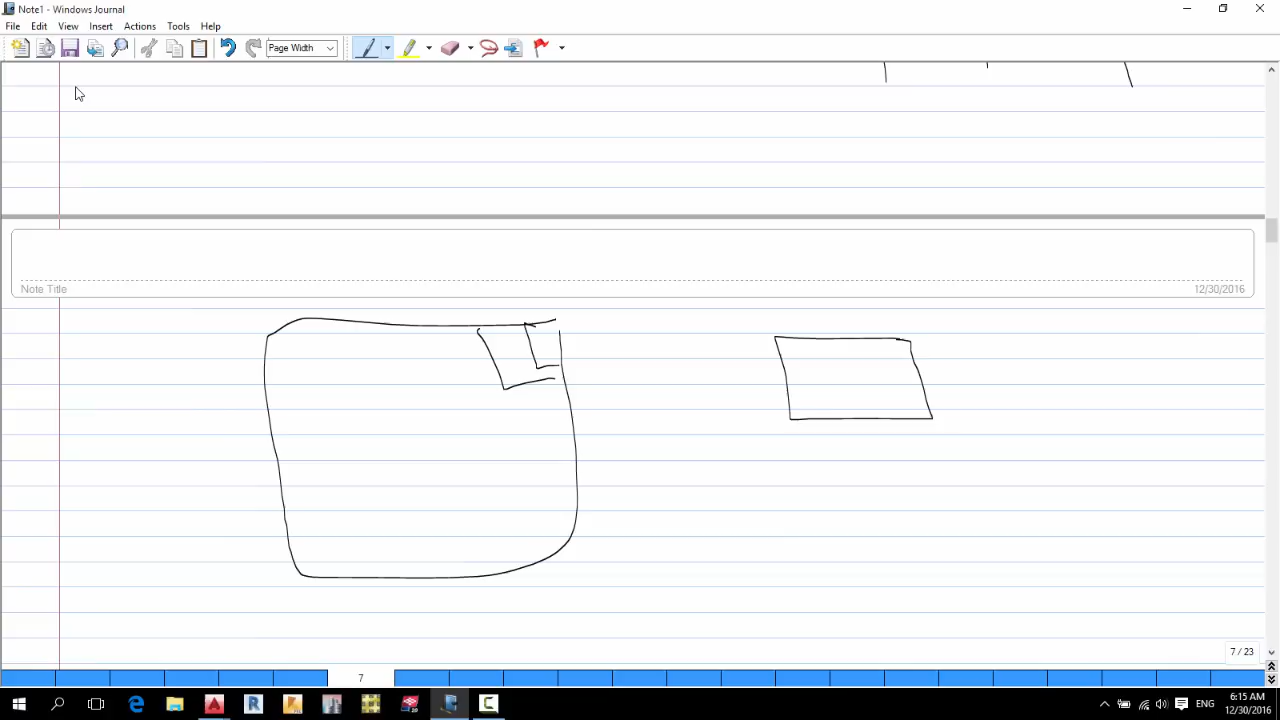 Note1 - Windows Journal
File Edit View Insert Actions Tools Help
Page Width
Note Title
12/30/2016
7 / 23
7
ENG
6:15 AM
12/30/2016